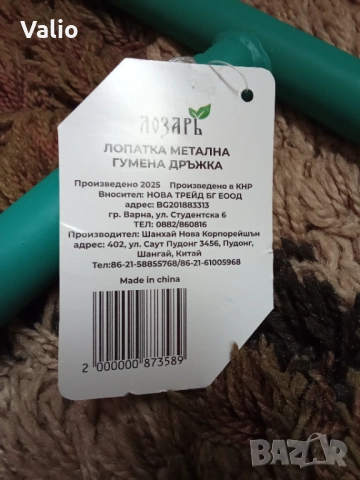 Valio
ЛОЗАРЬ
ЛОПАТКА МЕТАЛНА
ГУМЕНА ДРЪЖКА
Произведено 2025 Произведено в КНР
Вносител: НОВА ТРЕЙД БГ ЕООД
адрес: BG201883313
гр. Варна, ул. Студентска 6
ТЕЛ: 0882/860816
Производител: Шанхай Нова Корпорейшън
адрес: 402, ул. Саут Пудонг 3456, Пудонг,
Шангай, Китай
Тел:86-21-58855768/86-21-61005968
Made in china
2 000000 873589
BAZAR